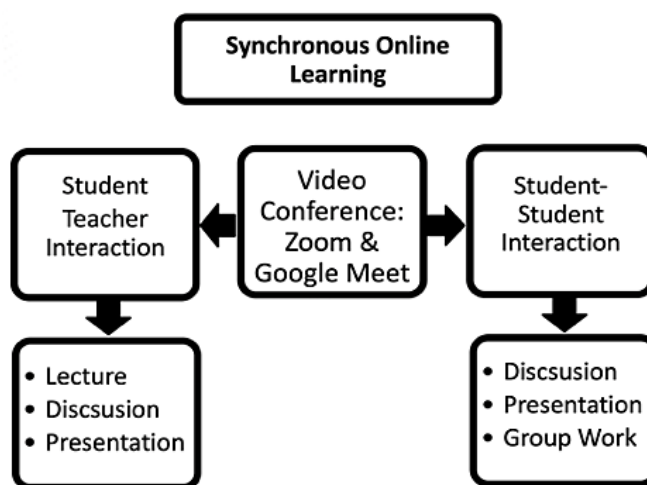 Synchronous Online
Learning
Student
Teacher
Interaction
Video
Conference:
Zoom &
Google Meet
Student-
Student
Interaction
• Lecture
• Discsusion
• Presentation
• Discsusion
• Presentation
• Group Work